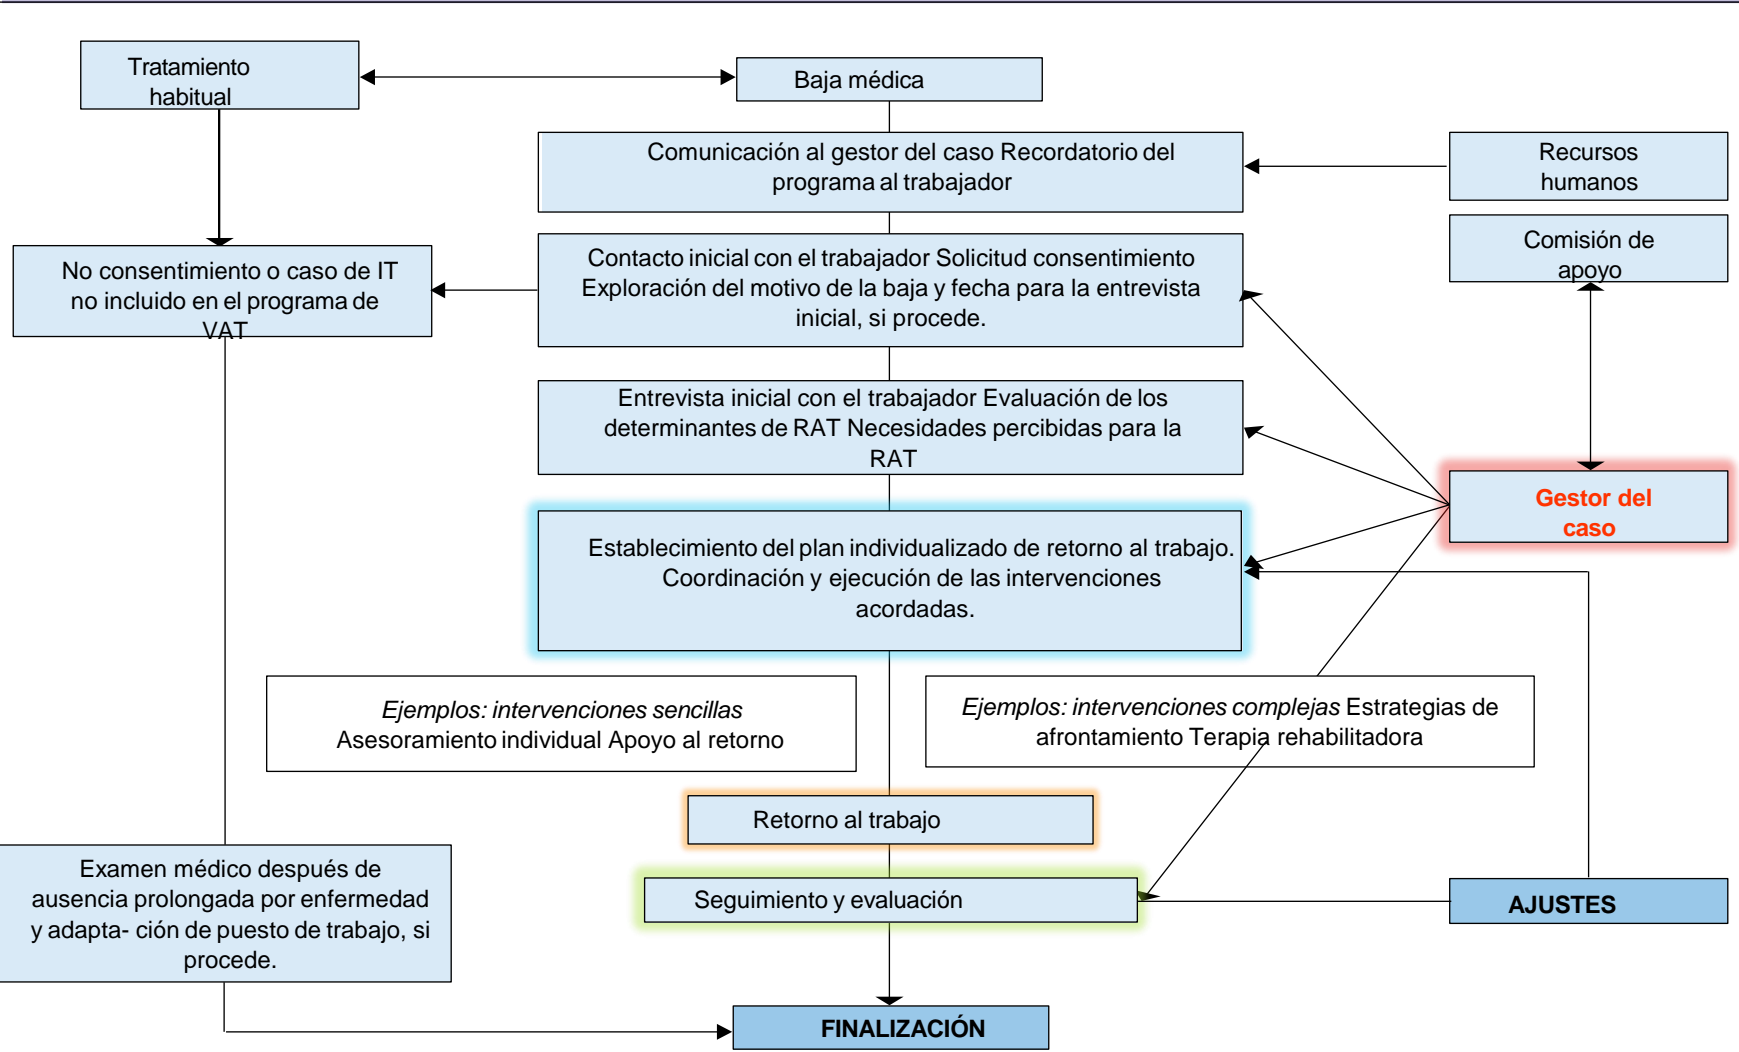 Tratamiento
habitual
Baja médica
Comunicación al gestor del caso Recordatorio del
programa al trabajador
Recursos
humanos
Comisión de
apoyo
No consentimiento o caso de IT
no incluido en el programa de
VAT
Contacto inicial con el trabajador Solicitud consentimiento
Exploración del motivo de la baja y fecha para la entrevista
inicial, si procede.
Entrevista inicial con el trabajador Evaluación de los
determinantes de RAT Necesidades percibidas para la
RAT
Gestor del
caso
Establecimiento del plan individualizado de retorno al trabajo.
Coordinación y ejecución de las intervenciones
acordadas.
Ejemplos: intervenciones sencillas
Asesoramiento individual Apoyo al retorno
Ejemplos: intervenciones complejas Estrategias de
afrontamiento Terapia rehabilitadora
Retorno al trabajo
Examen médico después de
ausencia prolongada por enfermedad
y adapta- ción de puesto de trabajo, si
procede.
Seguimiento y evaluación
AJUSTES
FINALIZACIÓN